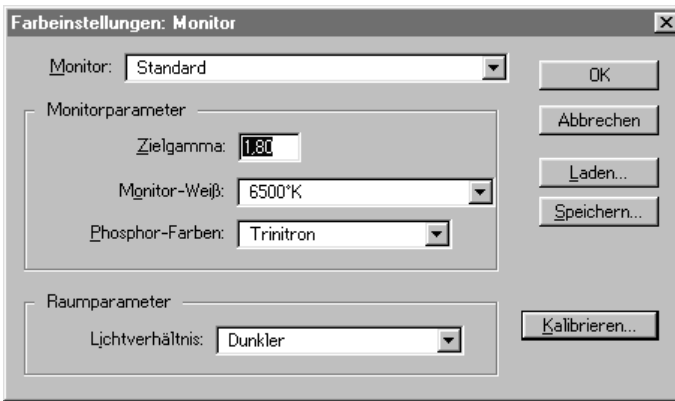 Farbeinstellungen: Monitor
Monitor: Standard
OK
Monitorparameter
Abbrechen
Zielgamma: 1,80
Laden...
Monitor-Weiß: 6500°K
Speichern...
Phosphor-Farben: Trinitron
Raumparameter
Kalibrieren...
Lichtverhältnis: Dunkler